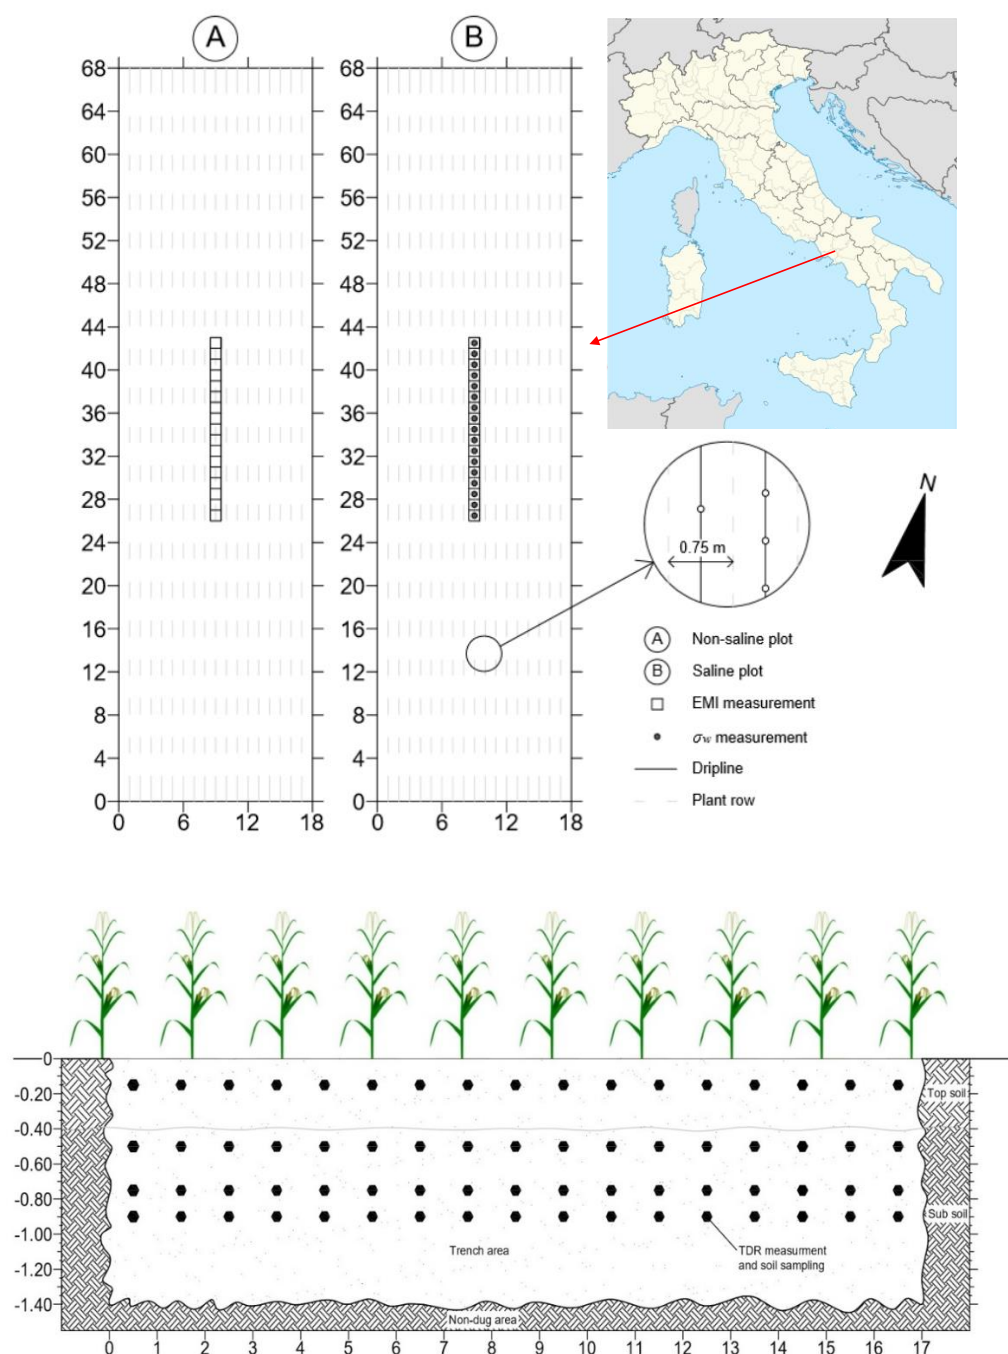 A
B
68
64
60
56
52
48
44
40
36
32
28
24
20
16
12
8
4
0
0 6 12 18
68
64
60
56
52
48
44
40
36
32
28
24
20
16
12
8
4
0
0 6 12 18
0.75 m
N
A Non-saline plot
B Saline plot
EMI measurement
σw measurement
Dripline
Plant row
0
-0.20
-0.40
-0.60
-0.80
-1.00
-1.20
-1.40
Top soil
Sub soil
Trench area
TDR measurment
and soil sampling
Non-dug area
0 1 2 3 4 5 6 7 8 9 10 11 12 13 14 15 16 17